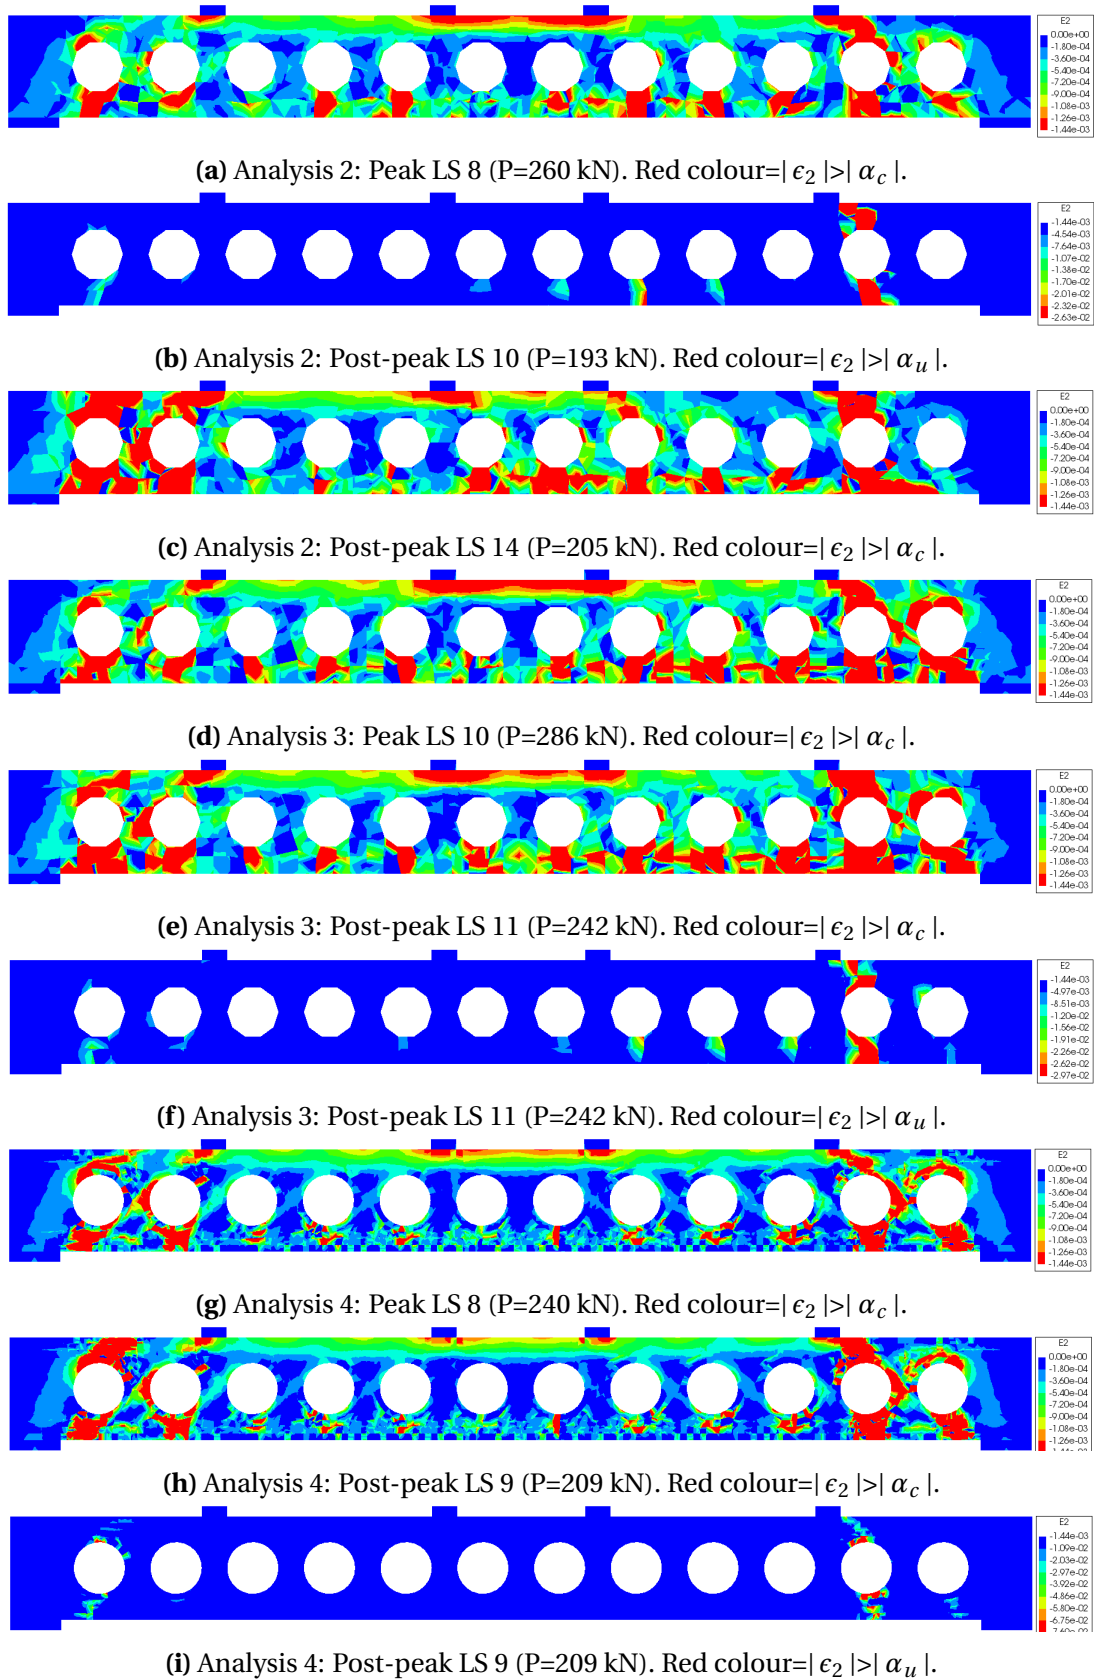 E2
0.00e+00
-1.80e-04
-3.60e-04
-5.40e-04
-7.20e-04
-9.00e-04
-1.08e-03
-1.26e-03
-1.44e-03
(a) Analysis 2: Peak LS 8 (P=260 kN). Red colour=| ϵ₂ |>| α_c |.
E2
-1.44e-03
-4.54e-03
-7.64e-03
-1.07e-02
-1.38e-02
-1.70e-02
-2.01e-02
-2.32e-02
-2.63e-02
(b) Analysis 2: Post-peak LS 10 (P=193 kN). Red colour=| ϵ₂ |>| α_u |.
E2
0.00e+00
-1.80e-04
-3.60e-04
-5.40e-04
-7.20e-04
-9.00e-04
-1.08e-03
-1.26e-03
-1.44e-03
(c) Analysis 2: Post-peak LS 14 (P=205 kN). Red colour=| ϵ₂ |>| α_c |.
E2
0.00e+00
-1.80e-04
-3.60e-04
-5.40e-04
-7.20e-04
-9.00e-04
-1.08e-03
-1.26e-03
-1.44e-03
(d) Analysis 3: Peak LS 10 (P=286 kN). Red colour=| ϵ₂ |>| α_c |.
E2
0.00e+00
-1.80e-04
-3.60e-04
-5.40e-04
-7.20e-04
-9.00e-04
-1.08e-03
-1.26e-03
-1.44e-03
(e) Analysis 3: Post-peak LS 11 (P=242 kN). Red colour=| ϵ₂ |>| α_c |.
E2
-1.44e-03
-4.97e-03
-8.51e-03
-1.20e-02
-1.56e-02
-1.91e-02
-2.26e-02
-2.62e-02
-2.97e-02
(f) Analysis 3: Post-peak LS 11 (P=242 kN). Red colour=| ϵ₂ |>| α_u |.
E2
0.00e+00
-1.80e-04
-3.60e-04
-5.40e-04
-7.20e-04
-9.00e-04
-1.08e-03
-1.26e-03
-1.44e-03
(g) Analysis 4: Peak LS 8 (P=240 kN). Red colour=| ϵ₂ |>| α_c |.
E2
0.00e+00
-1.80e-04
-3.60e-04
-5.40e-04
-7.20e-04
-9.00e-04
-1.08e-03
-1.26e-03
(h) Analysis 4: Post-peak LS 9 (P=209 kN). Red colour=| ϵ₂ |>| α_c |.
E2
-1.44e-03
-1.09e-02
-2.03e-02
-2.97e-02
-3.92e-02
-4.86e-02
-5.80e-02
-6.75e-02
(i) Analysis 4: Post-peak LS 9 (P=209 kN). Red colour=| ϵ₂ |>| α_u |.